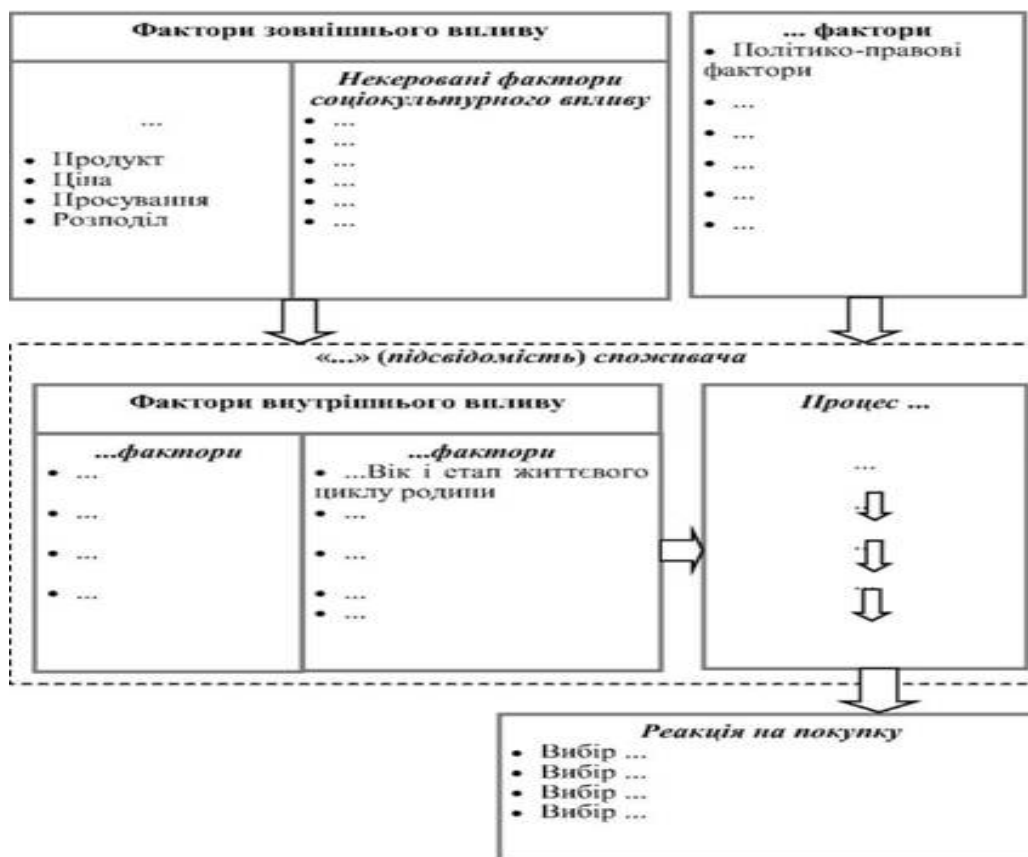 Фактори зовнішнього впливу
...
• Продукт
• Ціна
• Просування
• Розподіл
Некеровані фактори
соціокультурного впливу
• ...
• ...
• ...
• ...
• ...
• ...
... фактори
• Політико-правові
фактори
• ...
• ...
• ...
• ...
• ...
«...» (підсвідомість) споживача
Фактори внутрішнього впливу
...фактори
• ...
• ...
• ...
• ...
...фактори
• ...Вік і етап життєвого
циклу родини
• ...
• ...
• ...
• ...
Процес ...
...
...
...
...
Реакція на покупку
• Вибір ...
• Вибір ...
• Вибір ...
• Вибір ...